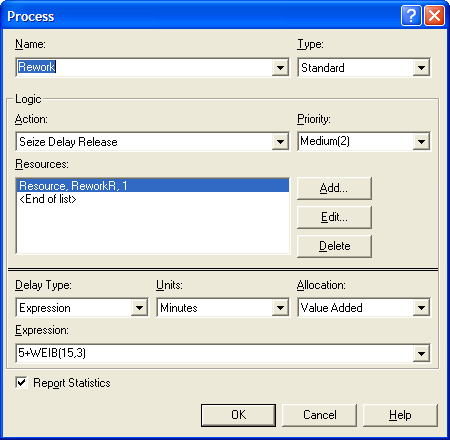 Process
Name: Type:
Rework Standard
Logic
Action: Priority:
Seize Delay Release Medium(2)
Resources:
Resource, ReworkR, 1 Add...
<End of list>
Edit...
Delete
Delay Type: Units: Allocation:
Expression Minutes Value Added
Expression:
5+WEIB(15,3)
Report Statistics
OK Cancel Help